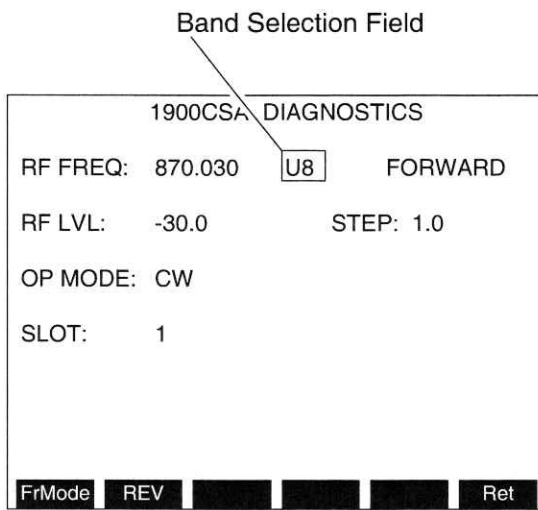 Band Selection Field
1900CSA DIAGNOSTICS
RF FREQ: 870.030 U8 FORWARD
RF LVL: -30.0 STEP: 1.0
OP MODE: CW
SLOT: 1
FrMode REV Ret